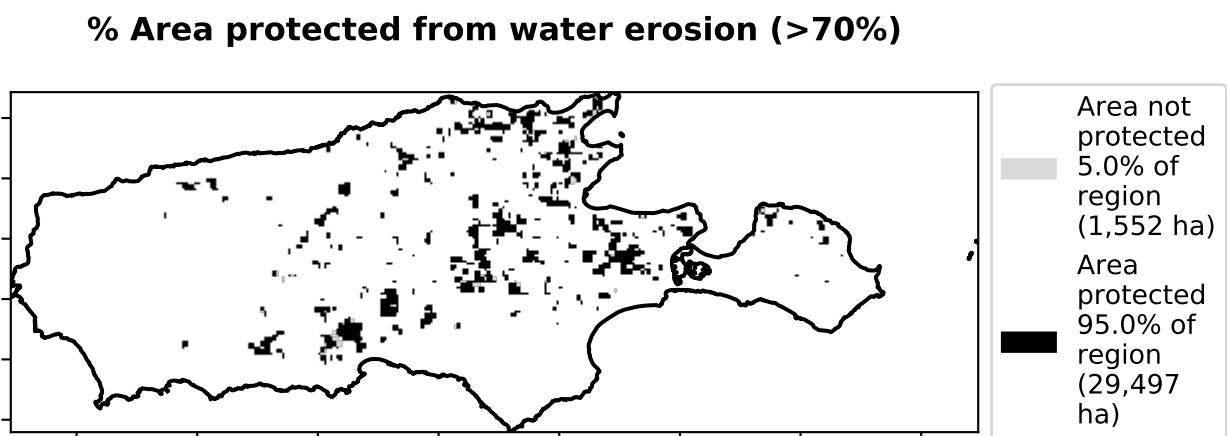 % Area protected from water erosion (>70%)
Area not
protected
5.0% of
region
(1,552 ha)
Area
protected
95.0% of
region
(29,497
ha)